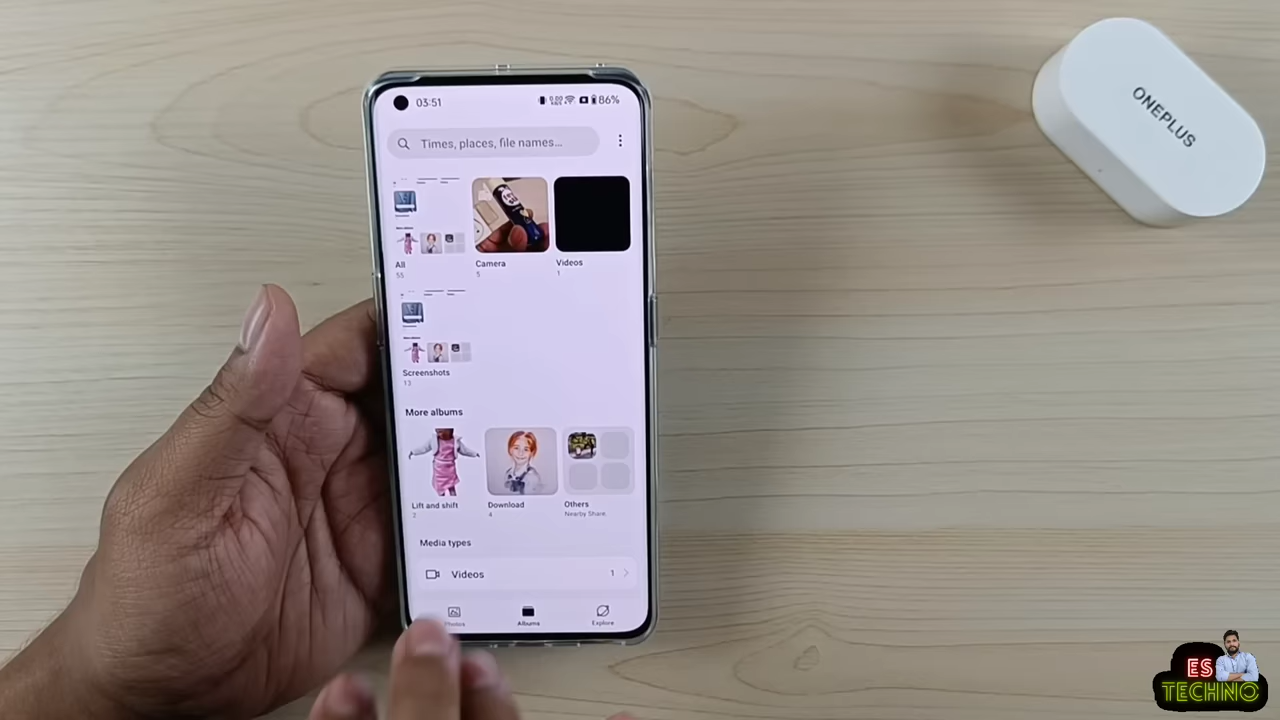 03:51
86%
Times, places, file names...
All
55
Camera
5
Videos
1
Screenshots
13
More albums
Lift and shift
2
Download
4
Others
Nearby Share,
Media types
Videos
1
Photos
Albums
Explore
ONEPLUS
ES
TECHNO